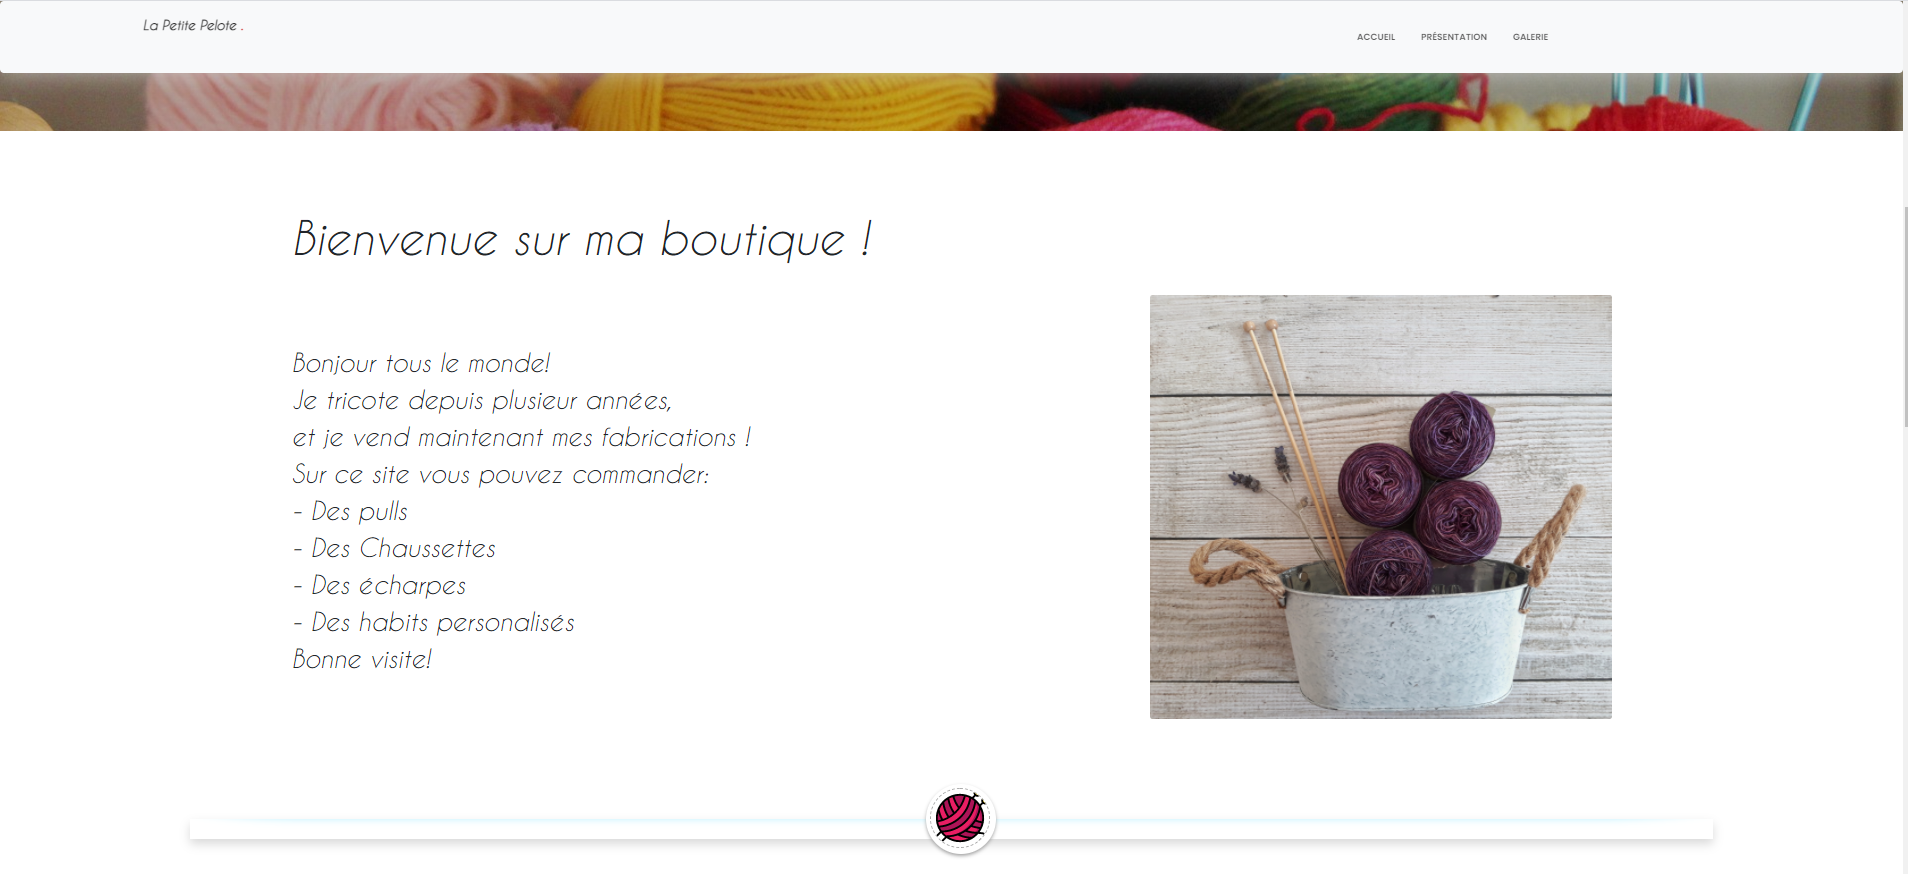 La Petite Pelote .
ACCUEIL PRÉSENTATION GALERIE
Bienvenue sur ma boutique !
Bonjour tous le monde!
Je tricote depuis plusieur années,
et je vend maintenant mes fabrications !
Sur ce site vous pouvez commander:
- Des pulls
- Des Chaussettes
- Des écharpes
- Des habits personalisés
Bonne visite!